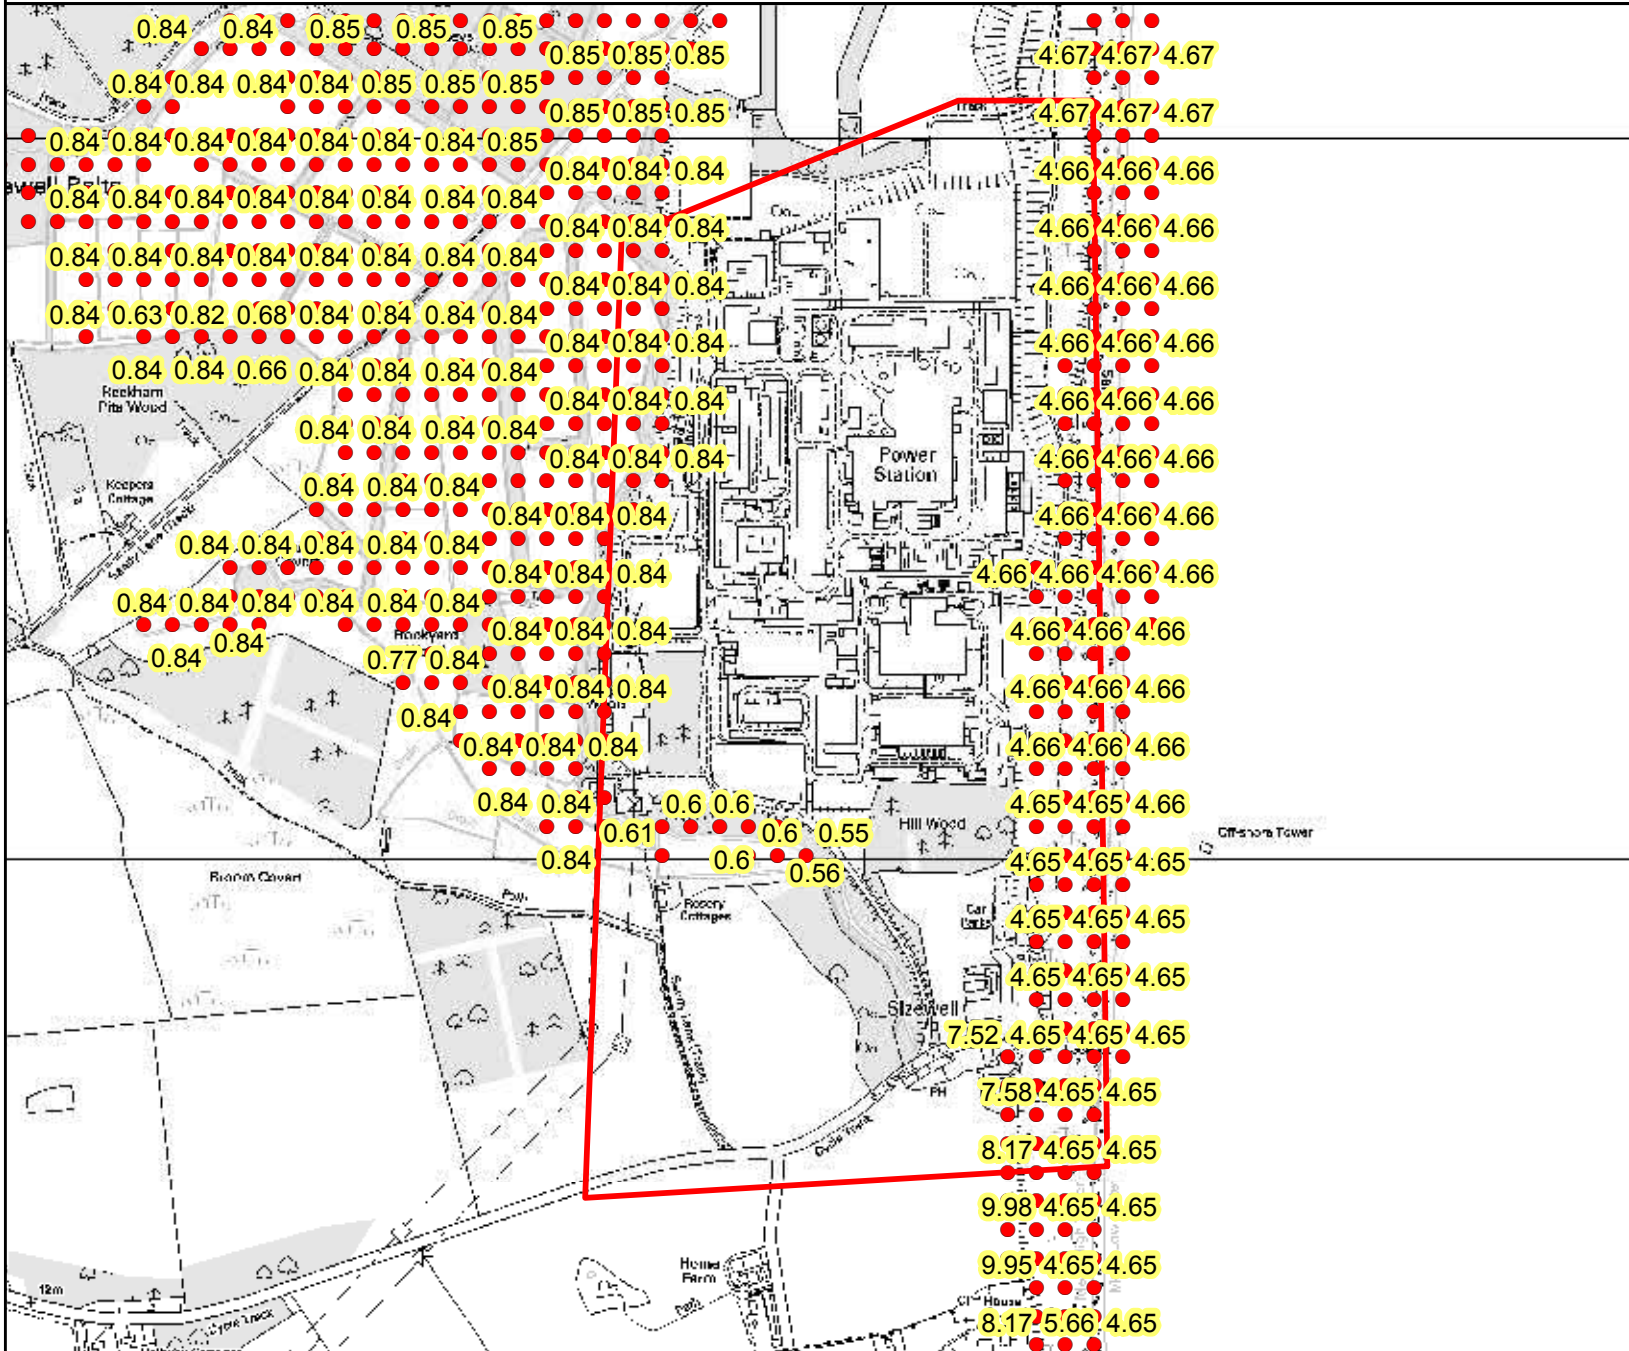 0.84 0.84 0.85 0.85 0.85
0.85 0.85 0.85 4.67 4.67 4.67
0.84 0.84 0.84 0.84 0.85 0.85 0.85
Track
0.85 0.85 0.85 Track 4.67 4.67 4.67
0.84 0.84 0.84 0.84 0.84 0.84 0.84 0.85
0.84 0.84 0.84 4.66 4.66 4.66
0.84 0.84 0.84 0.84 0.84 0.84 0.84 0.84
0.84 0.84 0.84 4.66 4.66 4.66
0.84 0.84 0.84 0.84 0.84 0.84 0.84 0.84
0.84 0.84 0.84 4.66 4.66 4.66
0.84 0.63 0.82 0.68 0.84 0.84 0.84 0.84
0.84 0.84 0.84 4.66 4.66 4.66
0.84 0.84 0.66 0.84 0.84 0.84 0.84
Reckham
Pits Wood
0.84 0.84 0.84 4.66 4.66 4.66
Track
0.84 0.84 0.84 0.84
0.84 0.84 0.84 4.66 4.66 4.66
Power
Station
Keepers
Cottage
0.84 0.84 0.84
0.84 0.84 0.84 4.66 4.66 4.66
Sandy Lane (Track)
0.84 0.84 0.84 0.84 0.84
0.84 0.84 0.84 4.66 4.66 4.66 4.66
0.84 0.84 0.84 0.84 0.84 0.84
Rookyard
0.84 0.84 0.84 4.66 4.66 4.66
0.84 0.84 0.77 0.84
0.84 0.84 0.84 4.66 4.66 4.66
0.84
0.84 0.84 0.84 4.66 4.66 4.66
Track
0.84 0.84 0.6 0.6 4.65 4.65 4.66
0.61 0.6 0.55 Hill Wood Off-shore Tower
0.84 0.6 0.56 4.65 4.65 4.65
Broom Covert
Path
Rosery
Cottages
Car
Parks
4.65 4.65 4.65
4.65 4.65 4.65
Sizewell
7.52 4.65 4.65 4.65
PH
7.58 4.65 4.65
Cycle Track
8.17 4.65 4.65
9.98 4.65 4.65
Home
Farm
9.95 4.65 4.65
12m
Path
House
Cycle Track
8.17 5.66 4.65